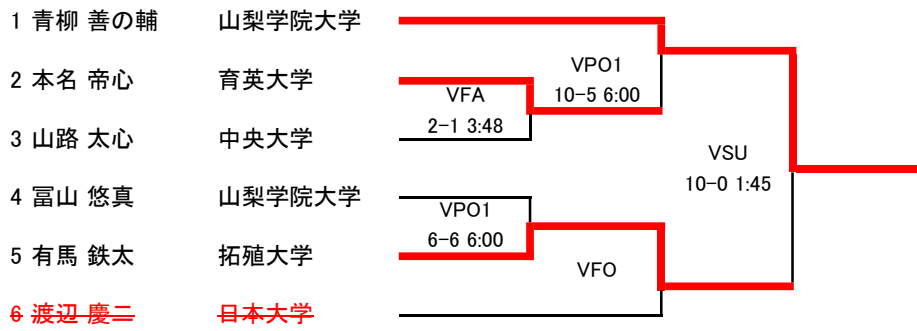 1 青柳 善の輔 山梨学院大学
2 本名 帝心 育英大学
3 山路 太心 中央大学
4 冨山 悠真 山梨学院大学
5 有馬 鉄太 拓殖大学
6 渡辺 慶二 日本大学
VFA
2-1 3:48
VPO1
6-6 6:00
VPO1
10-5 6:00
VFO
VSU
10-0 1:45